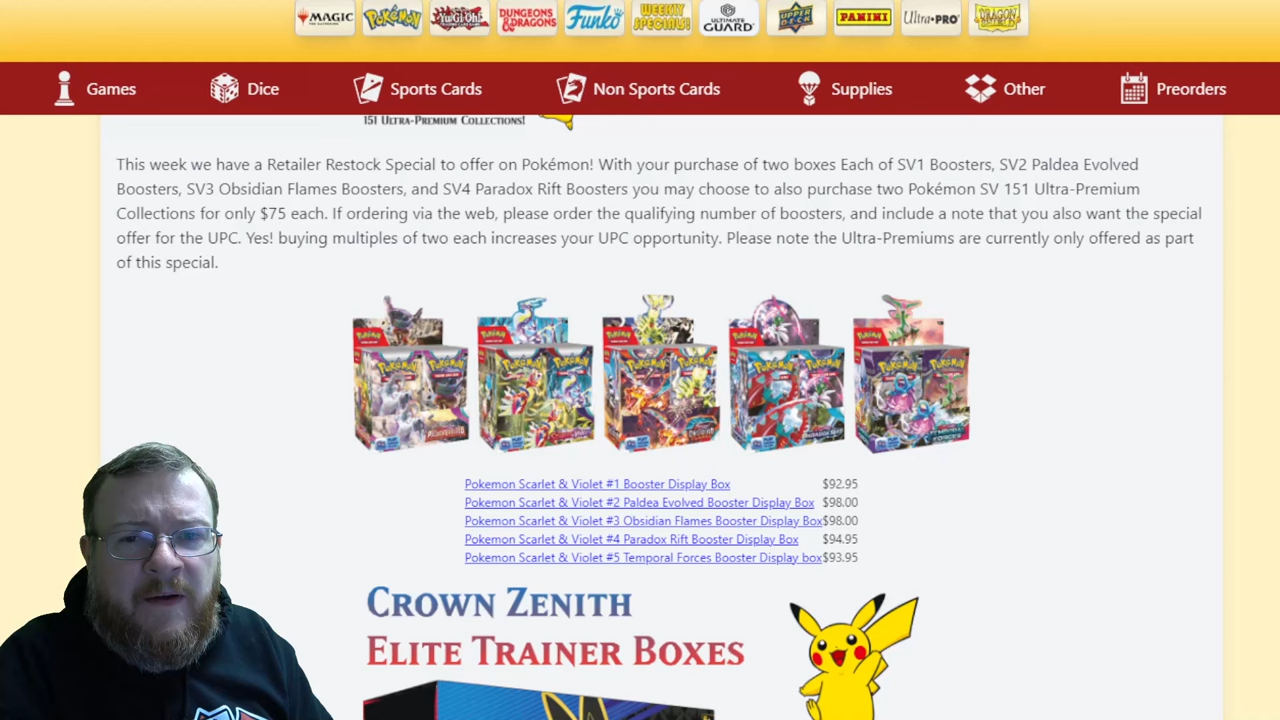 MAGIC
Pokémon
Yu-Gi-Oh!
DUNGEONS & DRAGONS
Funko
WEEKLY SPECIALS!
ULTIMATE GUARD
UPPER DECK
PANINI
Ultra•PRO
Games
Dice
Sports Cards
Non Sports Cards
Supplies
Other
Preorders
151 Ultra-Premium Collections!
This week we have a Retailer Restock Special to offer on Pokémon! With your purchase of two boxes Each of SV1 Boosters, SV2 Paldea Evolved
Boosters, SV3 Obsidian Flames Boosters, and SV4 Paradox Rift Boosters you may choose to also purchase two Pokémon SV 151 Ultra-Premium
Collections for only $75 each. If ordering via the web, please order the qualifying number of boosters, and include a note that you also want the special
offer for the UPC. Yes! buying multiples of two each increases your UPC opportunity. Please note the Ultra-Premiums are currently only offered as part
of this special.
Pokemon Scarlet & Violet #1 Booster Display Box $92.95
Pokemon Scarlet & Violet #2 Paldea Evolved Booster Display Box $98.00
Pokemon Scarlet & Violet #3 Obsidian Flames Booster Display Box $98.00
Pokemon Scarlet & Violet #4 Paradox Rift Booster Display Box $94.95
Pokemon Scarlet & Violet #5 Temporal Forces Booster Display box $93.95
Crown Zenith
Elite Trainer Boxes